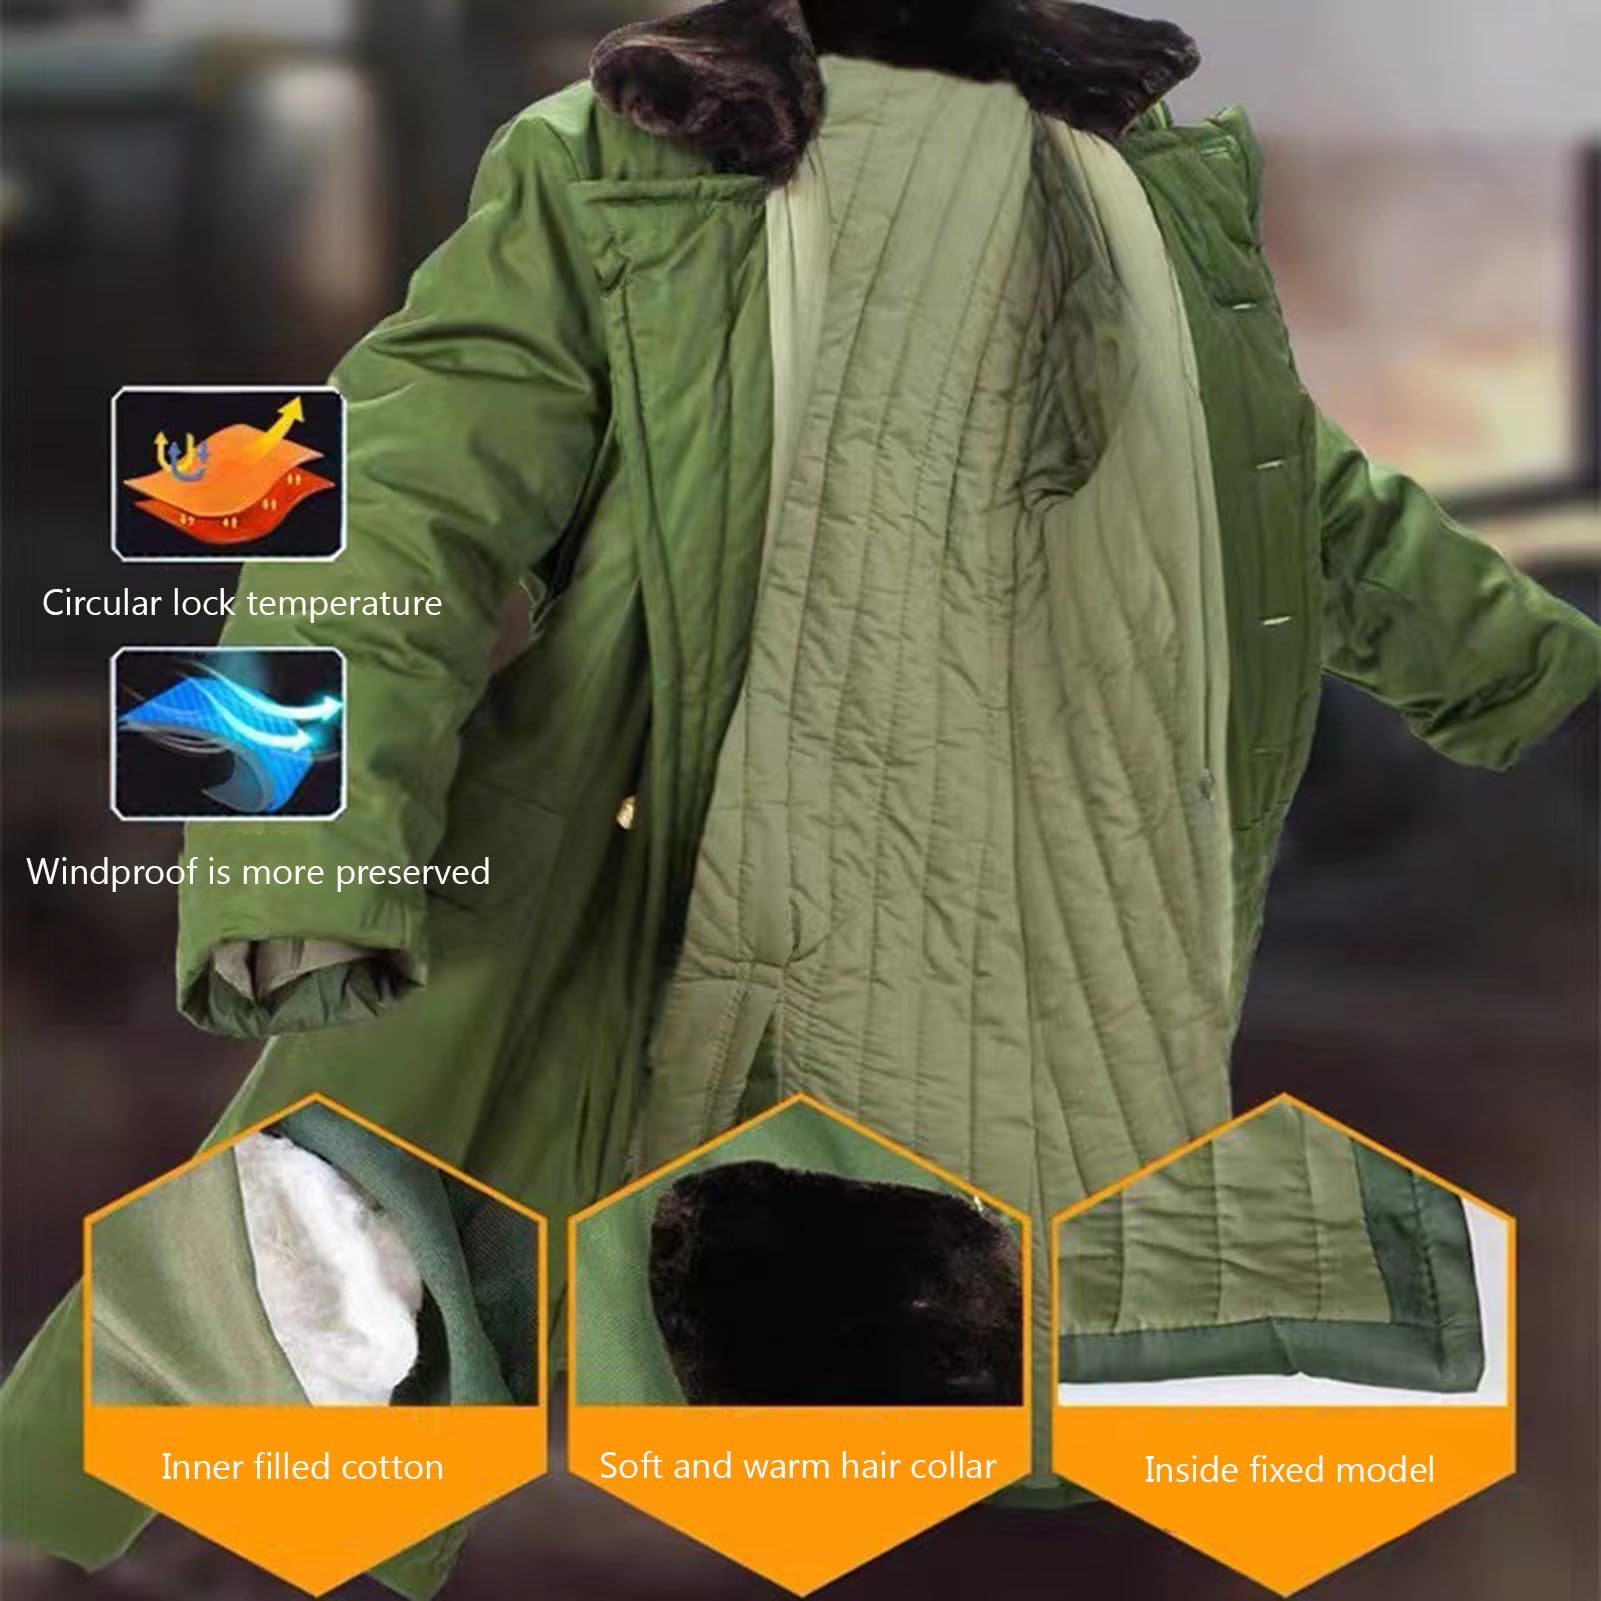 Circular lock temperature
Windproof is more preserved
Inner filled cotton
Soft and warm hair collar
Inside fixed model